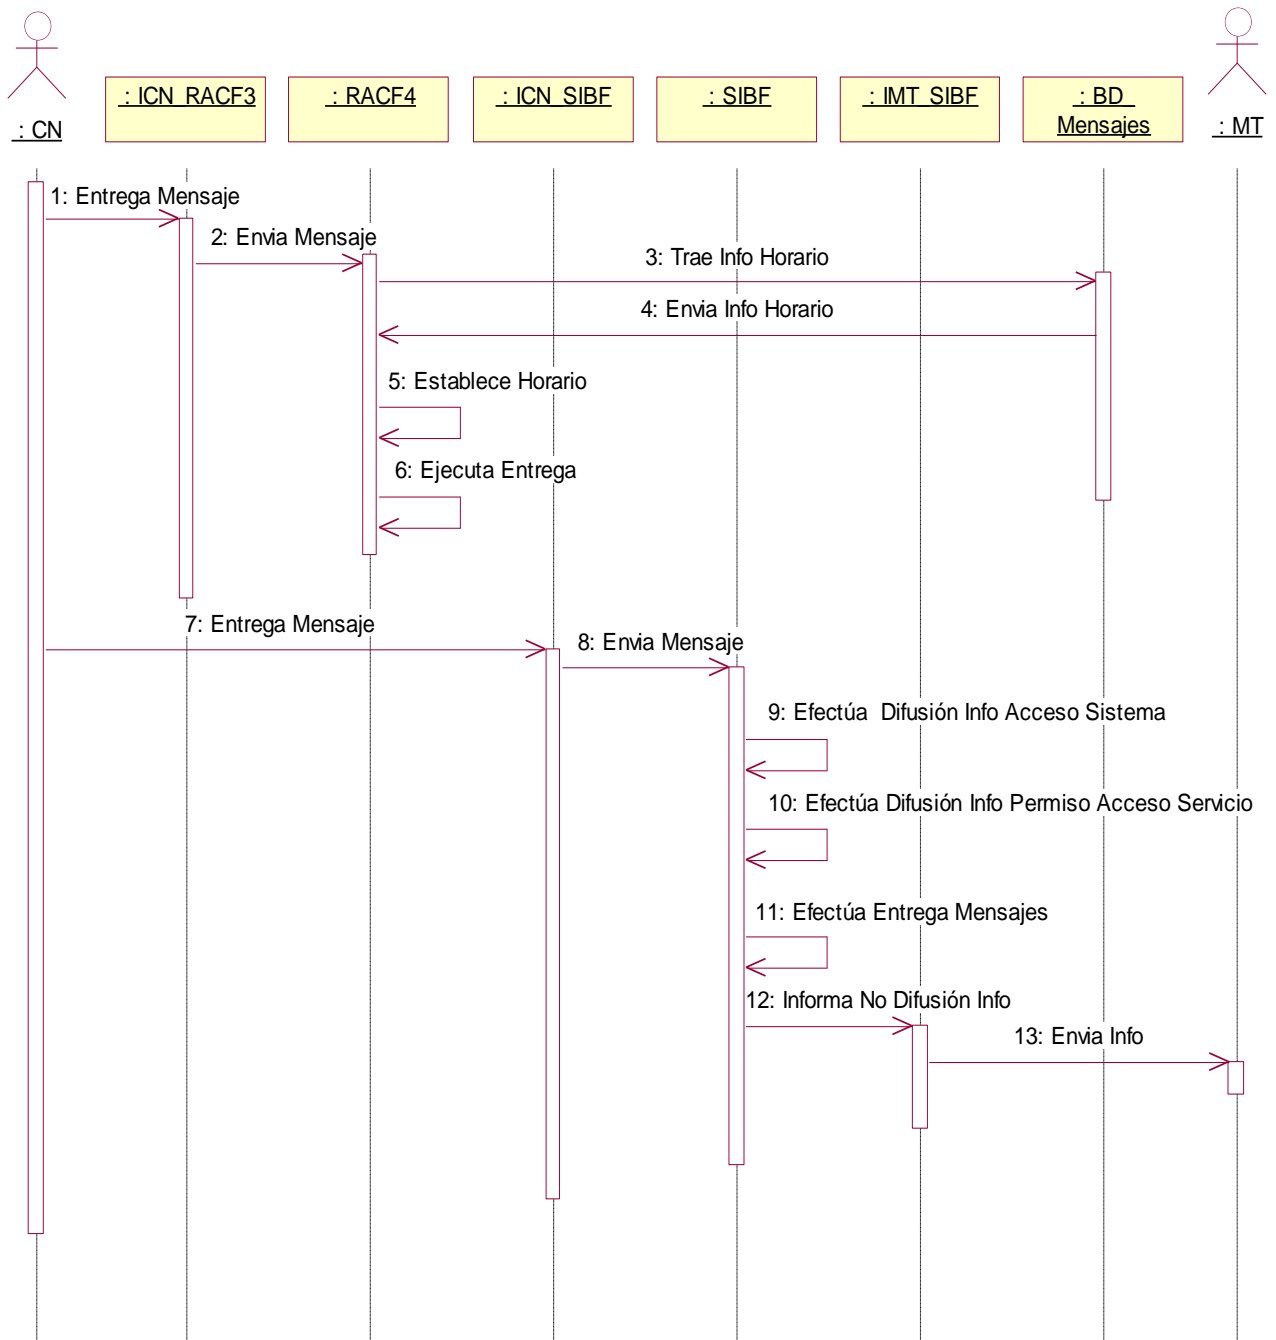 : CN
: ICN_RACF3
: RACF4
: ICN_SIBF
: SIBF
: IMT_SIBF
: BD_
Mensajes
: MT
1: Entrega Mensaje
2: Envia Mensaje
3: Trae Info Horario
4: Envia Info Horario
5: Establece Horario
6: Ejecuta Entrega
7: Entrega Mensaje
8: Envia Mensaje
9: Efectúa Difusión Info Acceso Sistema
10: Efectúa Difusión Info Permiso Acceso Servicio
11: Efectúa Entrega Mensajes
12: Informa No Difusión Info
13: Envia Info